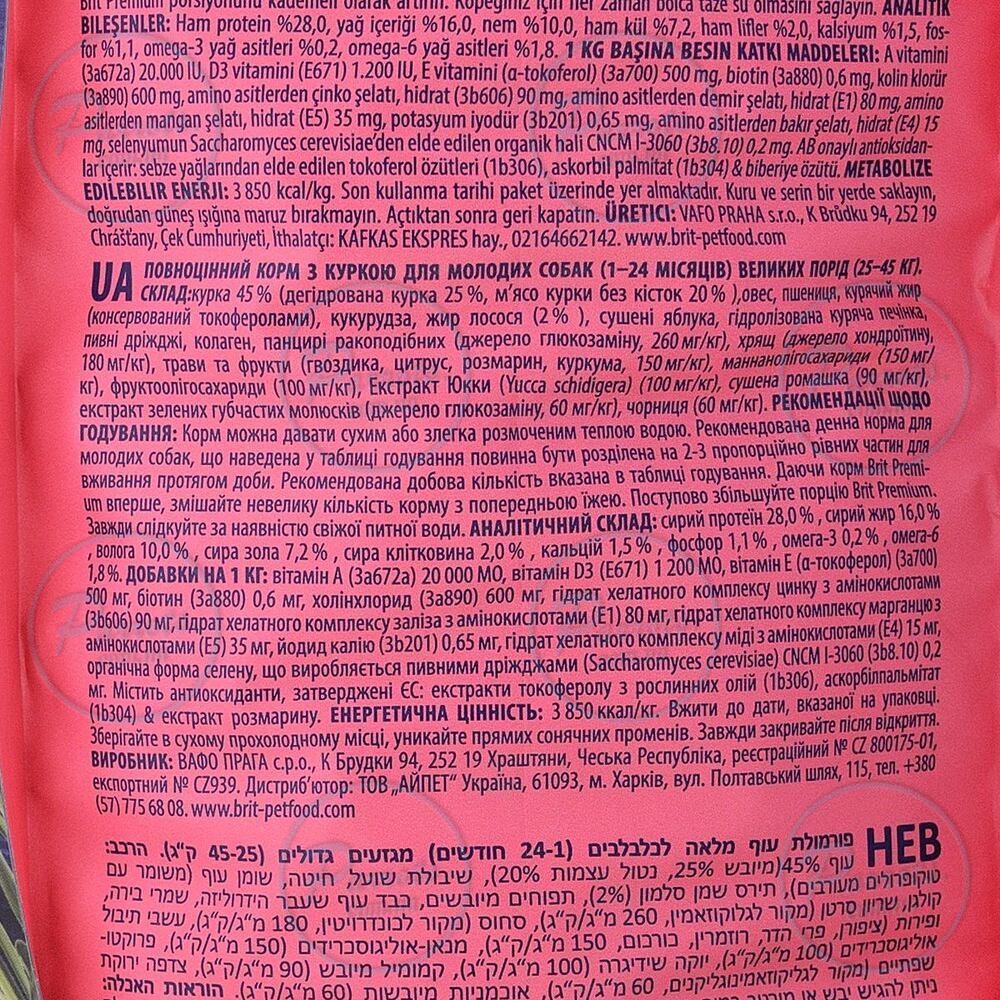 Brit Premium porsiyonunu kademeli olarak artırın. Köpeğiniz için her zaman bolca taze su olmasını sağlayın. ANALİTİK
BİLEŞENLER: Ham protein %28,0, yağ içeriği %16,0, nem %10,0, ham kül %7,2, ham lifler %2,0, kalsiyum %1,5, fos-
for %1,1, omega-3 yağ asitleri %0,2, omega-6 yağ asitleri %1,8. 1 KG BAŞINA BESIN KATKI MADDELERI: A vitamini
(3a672a) 20.000 IU, D3 vitamini (E671) 1.200 IU, E vitamini (α-tokoferol) (3a700) 500 mg, biotin (3a880) 0,6 mg, kolin klorür
(3a890) 600 mg, amino asitlerden çinko şelatı, hidrat (3b606) 90 mg, amino asitlerden demir şelatı, hidrat (E1) 80 mg, amino
asitlerden mangan şelatı, hidrat (E5) 35 mg, potasyum iyodür (3b201) 0,65 mg, amino asitlerden bakır şelatı, hidrat (E4) 15
mg, selenyumun Saccharomyces cerevisiae’den elde edilen organik hali CNCM I-3060 (3b8.10) 0,2 mg. AB onaylı antioksidan-
lar içerir: sebze yağlarından elde edilen tokoferol özütleri (1b306), askorbil palmitat (1b304) & biberiye özütü. METABOLIZE
EDILEBILIR ENERJI: 3 850 kcal/kg. Son kullanma tarihi paket üzerinde yer almaktadır. Kuru ve serin bir yerde saklayın,
doğrudan güneş ışığına maruz bırakmayın. Açtıktan sonra geri kapatın. ÜRETICI: VAFO PRAHA s.r.o., K Brůdku 94, 252 19
Chrášťany, Çek Cumhuriyeti, İthalatçı: KAFKAS EKSPRES hay., 02164662142. www.brit-petfood.com
UA ПОВНОЦІННИЙ КОРМ З КУРКОЮ ДЛЯ МОЛОДИХ СОБАК (1–24 МІСЯЦІВ) ВЕЛИКИХ ПОРІД (25–45 КГ).
СКЛАД:курка 45 % (дегідрована курка 25 %, м’ясо курки без кісток 20 % ),овес, пшениця, курячий жир
(консервований токоферолами), кукурудза, жир лосося (2 % ), сушені яблука, гідролізована куряча печінка,
пивні дріжджі, колаген, панцирі ракоподібних (джерело глюкозаміну, 260 мг/кг), хрящ (джерело хондроїтину,
180 мг/кг), трави та фрукти (гвоздика, цитрус, розмарин, куркума, 150 мг/кг), маннанолігосахариди (150 мг/
кг), фруктоолігосахариди (100 мг/кг), Екстракт Юкки (Yucca schidigera) (100 мг/кг), сушена ромашка (90 мг/кг),
екстракт зелених губчастих молюсків (джерело глюкозаміну, 60 мг/кг), чорниця (60 мг/кг). РЕКОМЕНДАЦІЇ ЩОДО
ГОДУВАННЯ: Корм можна давати сухим або злегка розмоченим теплою водою. Рекомендована денна норма для
молодих собак, що наведена у таблиці годування повинна бути розділена на 2-3 пропорційно рівних частин для
вживання протягом доби. Рекомендована добова кількість вказана в таблиці годування. Даючи корм Brit Premi-
um вперше, змішайте невелику кількість корму з попередньою їжею. Поступово збільшуйте порцію Brit Premium.
Завжди слідкуйте за наявністю свіжої питної води. АНАЛІТИЧНИЙ СКЛАД: сирий протеїн 28,0 % , сирий жир 16,0 %
, волога 10,0 % , сира зола 7,2 % , сира клітковина 2,0 % , кальцій 1,5 % , фосфор 1,1 % , омега-3 0,2 % , омега-6
1,8 %. ДОБАВКИ НА 1 КГ: вітамін А (3a672a) 20 000 МО, вітамін D3 (E671) 1 200 МО, вітамін Е (α-токоферол) (3a700)
500 мг, біотин (3a880) 0,6 мг, холінхлорид (3a890) 600 мг, гідрат хелатного комплексу цинку з амінокислотами
(3b606) 90 мг, гідрат хелатного комплексу заліза з амінокислотами (E1) 80 мг, гідрат хелатного комплексу марганцю з
амінокислотами (E5) 35 мг, йодид калію (3b201) 0,65 мг, гідрат хелатного комплексу міді з амінокислотами (E4) 15 мг,
органічна форма селену, що виробляється пивними дріжджами (Saccharomyces cerevisiae) CNCM I-3060 (3b8.10) 0,2
мг. Містить антиоксиданти, затверджені ЄС: екстракти токоферолу з рослинних олій (1b306), аскорбілпальмітат
(1b304) & екстракт розмарину. ЕНЕРГЕТИЧНА ЦІННІСТЬ: 3 850 ккал/кг. Вжити до дати, вказаної на упаковці.
Зберігайте в сухому прохолодному місці, уникайте прямих сонячних променів. Завжди закривайте після відкриття.
ВИРОБНИК: ВАФО ПРАГА с.р.о., К Брудки 94, 252 19 Храштяни, Чеська Республіка, реєстраційний № CZ 800175-01,
експортний № CZ939. Дистриб’ютор: ТОВ „АЙПЕТ“ Україна, 61093, м. Харків, вул. Полтавський шлях, 115, тел. +380
(57) 775 68 08. www.brit-petfood.com
HEB פורמולת עוף מלאה לכלבלבים (24-1 חודשים) מגזעים גדולים (45-25 ק"ג). הרכב:
עוף 45%(מיובש 25%, נטול עצמות 20%), שיבולת שועל, חיטה, שומן עוף (משומר עם
טוקופרולים מעורבים), תירס שמן סלמון (2%), תפוחים מיובשים, כבד עוף שעבר הידרוליזה, שמרי בירה,
קולגן, שריון סרטן (מקור לגלוקוזאמין, 260 מ"ג/ק"ג), סחוס (מקור לכונדרויטין, 180 מ"ג/ק"ג), עשבי תיבול
ופירות (ציפורן, פרי הדר, רוזמרין, כורכום, 150 מ"ג/ק"ג), מנאן-אוליגוסכרידים (150 מ"ג/ק"ג), פרוקטו-
אוליגוסכרידים (100 מ"ג/ק"ג), יוקה שידיגרה (100 מ"ג/ק"ג), קמומיל מיובש (90 מ"ג/ק"ג), צדפה ירוקת
שפתיים (מקור לגליקוזאמינוגליקנים, 60 מ"ג/ק"ג), אוכמניות מיובשות (60 מ"ג/ק"ג). הוראות האכלה:
ניתן להגיש יבש או